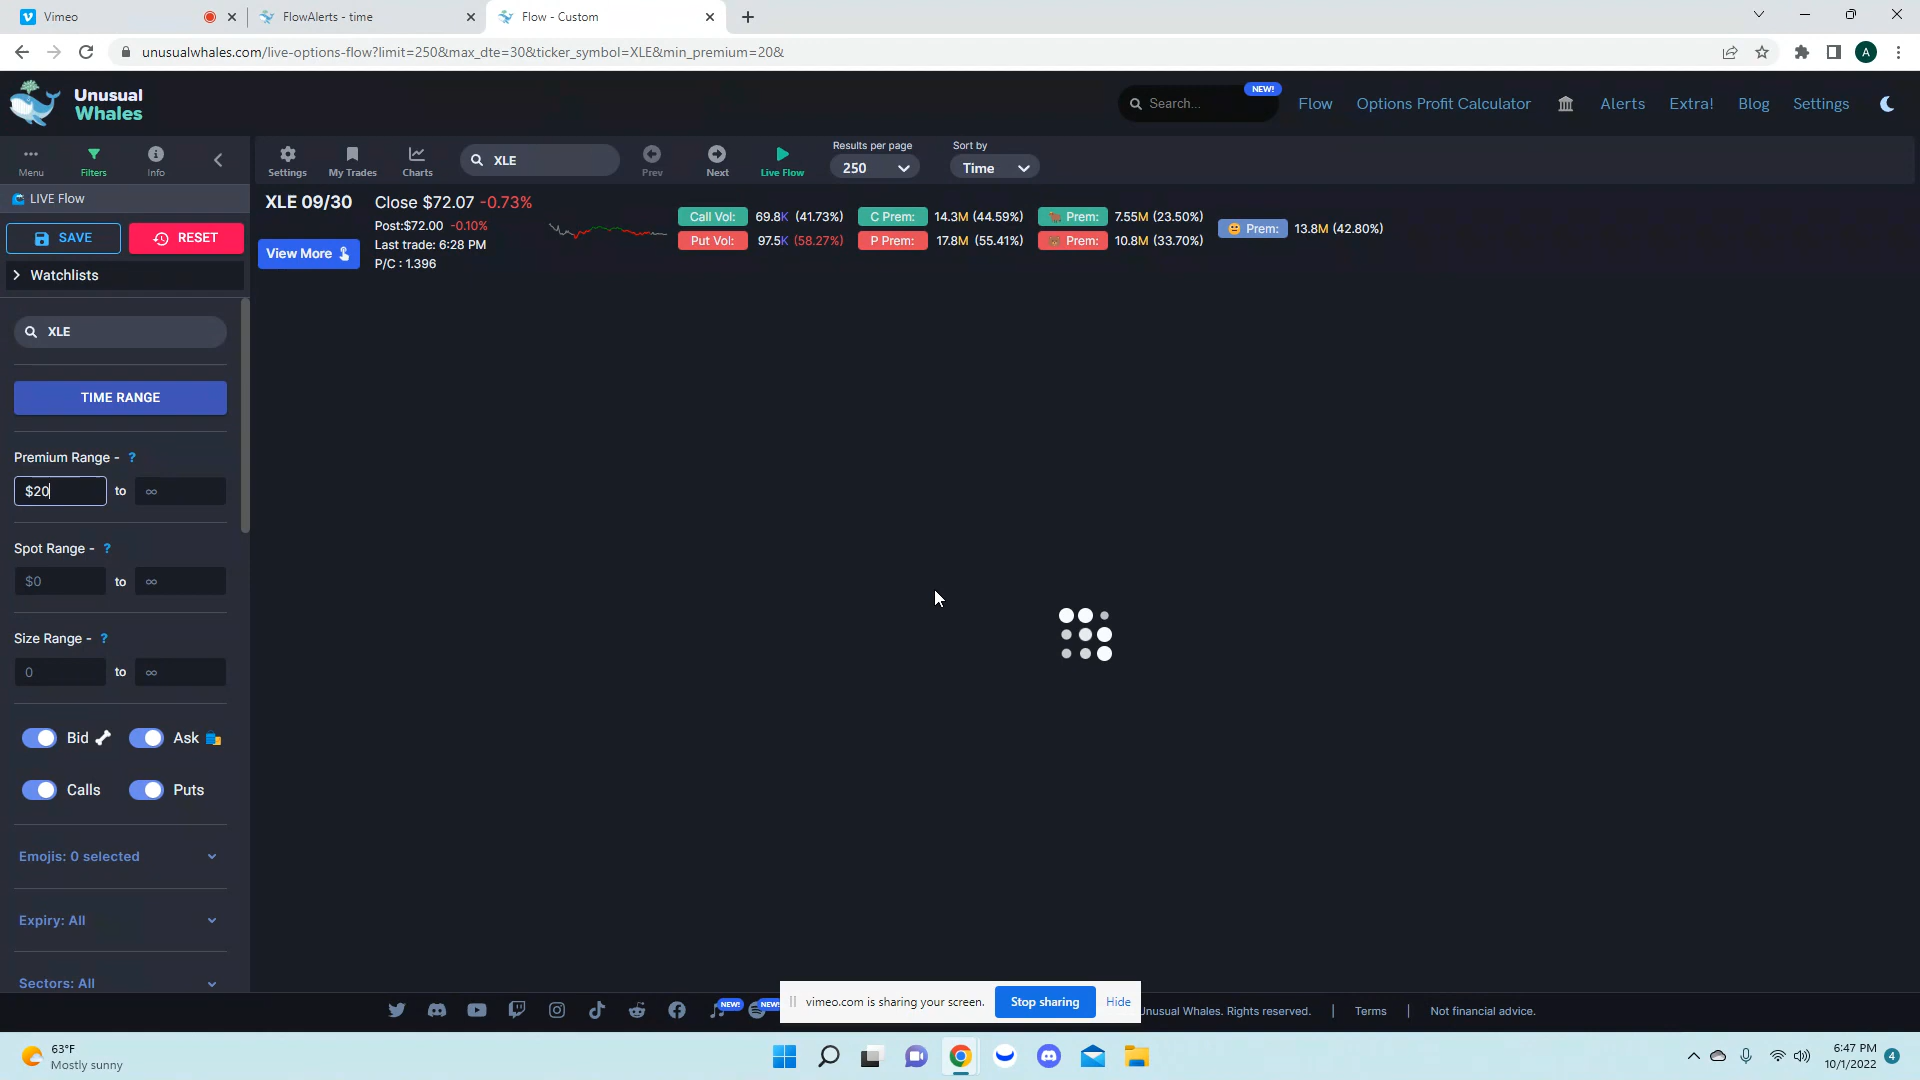 Vimeo
FlowAlerts - time
Flow - Custom
unusualwhales.com/live-options-flow?limit=250&max_dte=30&ticker_symbol=XLE&min_premium=20&
A
Unusual
Whales
Search...
NEW!
Flow
Options Profit Calculator
Alerts
Extra!
Blog
Settings
Menu
Filters
Info
Settings
My Trades
Charts
XLE
Prev
Next
Live Flow
Results per page
250
Sort by
Time
LIVE Flow
SAVE
RESET
Watchlists
XLE 09/30
View More
Close $72.07 -0.73%
Post:$72.00 -0.10%
Last trade: 6:28 PM
P/C : 1.396
Call Vol: 69.8K (41.73%)
C Prem: 14.3M (44.59%)
Prem: 7.55M (23.50%)
Put Vol: 97.5K (58.27%)
P Prem: 17.8M (55.41%)
Prem: 10.8M (33.70%)
Prem: 13.8M (42.80%)
XLE
TIME RANGE
Premium Range - ?
$20 to ∞
Spot Range - ?
$0 to ∞
Size Range - ?
0 to ∞
Bid
Ask
Calls
Puts
Emojis: 0 selected
Expiry: All
Sectors: All
NEW!
NEW!
vimeo.com is sharing your screen.
Stop sharing
Hide
Unusual Whales. Rights reserved.
|
Terms
|
Not financial advice.
63°F
Mostly sunny
6:47 PM
10/1/2022
4